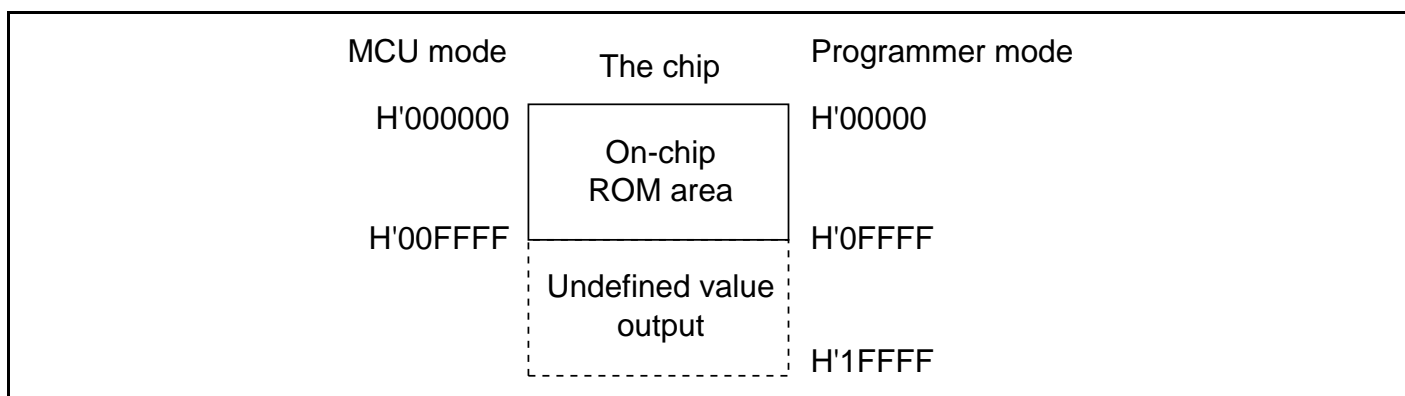 MCU mode
The chip
Programmer mode
H'000000
H'00000
On-chip
ROM area
H'00FFFF
H'0FFFF
Undefined value
output
H'1FFFF